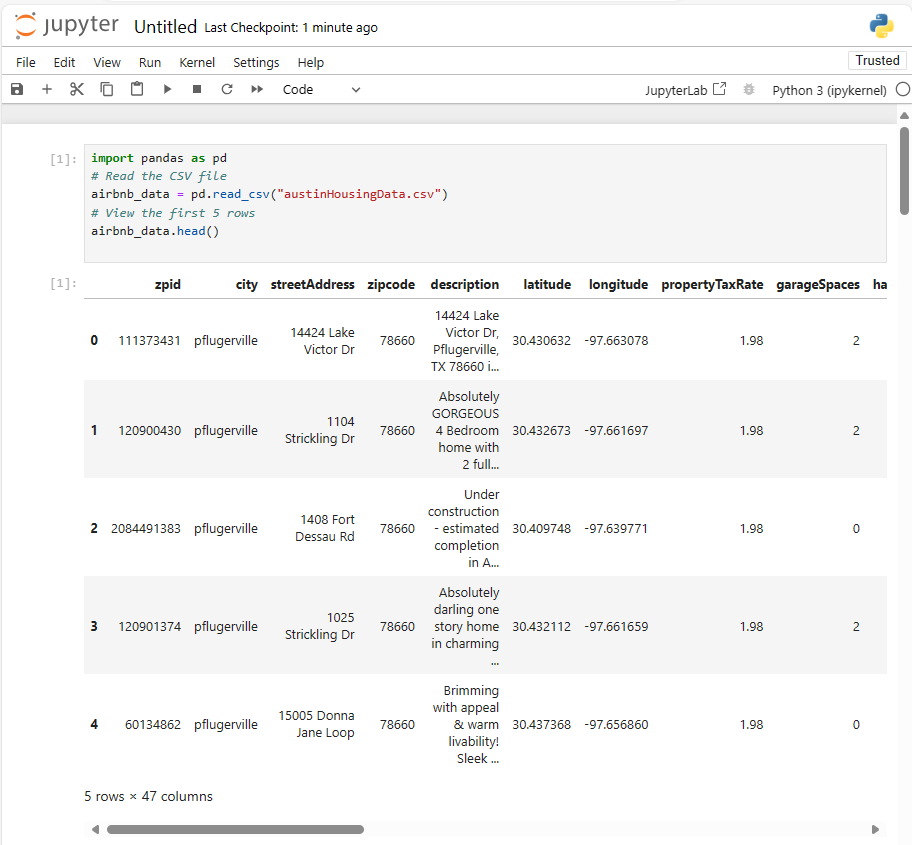 jupyter Untitled Last Checkpoint: 1 minute ago
File Edit View Run Kernel Settings Help Trusted
Code JupyterLab Python 3 (ipykernel)
[1]: import pandas as pd
# Read the CSV file
airbnb_data = pd.read_csv("austinHousingData.csv")
# View the first 5 rows
airbnb_data.head()
[1]: zpid city streetAddress zipcode description latitude longitude propertyTaxRate garageSpaces ha
0 111373431 pflugerville 14424 Lake Victor Dr 78660 14424 Lake Victor Dr, Pflugerville, TX 78660 i... 30.430632 -97.663078 1.98 2
1 120900430 pflugerville 1104 Strickling Dr 78660 Absolutely GORGEOUS 4 Bedroom home with 2 full... 30.432673 -97.661697 1.98 2
2 2084491383 pflugerville 1408 Fort Dessau Rd 78660 Under construction - estimated completion in A... 30.409748 -97.639771 1.98 0
3 120901374 pflugerville 1025 Strickling Dr 78660 Absolutely darling one story home in charming ... 30.432112 -97.661659 1.98 2
4 60134862 pflugerville 15005 Donna Jane Loop 78660 Brimming with appeal & warm livability! Sleek ... 30.437368 -97.656860 1.98 0
5 rows × 47 columns